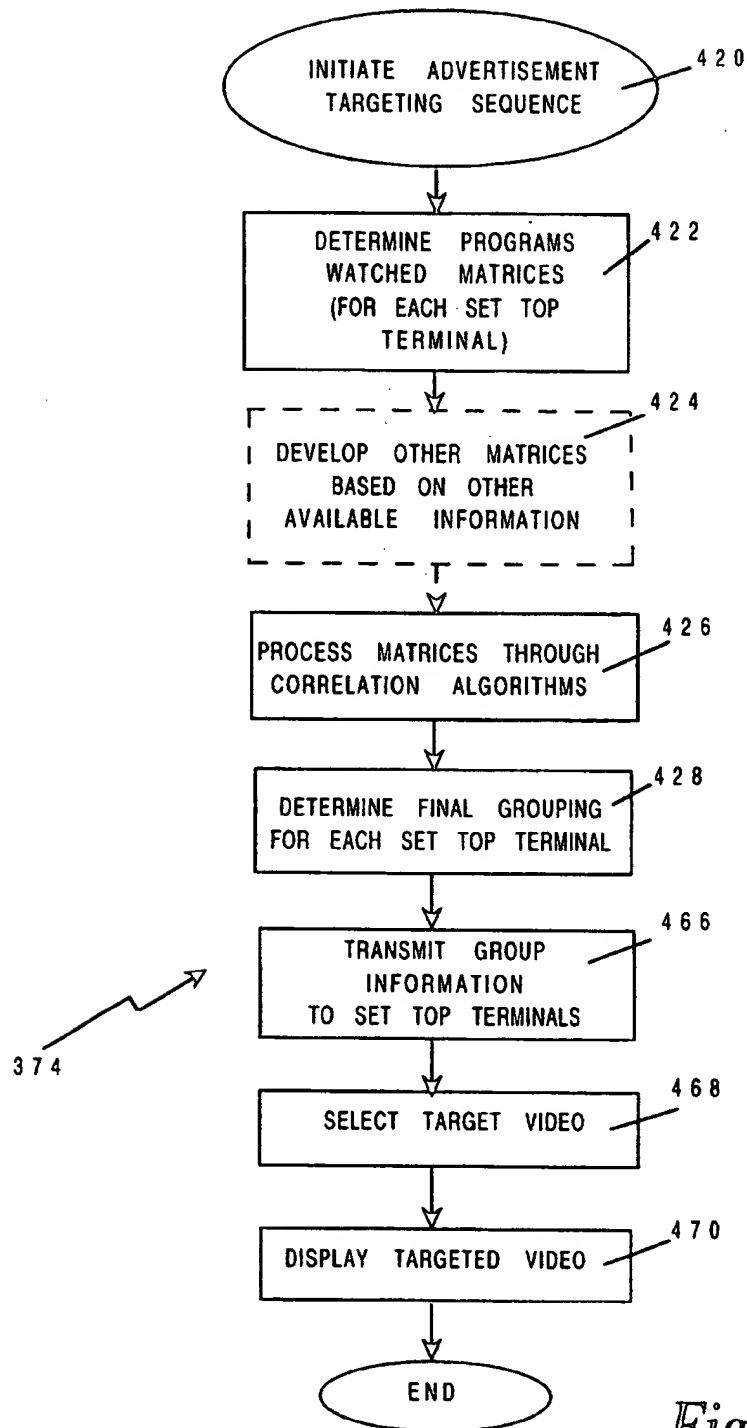 INITIATE ADVERTISEMENT
TARGETING SEQUENCE
420
DETERMINE PROGRAMS
WATCHED MATRICES
(FOR EACH SET TOP
TERMINAL)
422
DEVELOP OTHER MATRICES
BASED ON OTHER
AVAILABLE INFORMATION
424
PROCESS MATRICES THROUGH
CORRELATION ALGORITHMS
426
DETERMINE FINAL GROUPING
FOR EACH SET TOP TERMINAL
428
TRANSMIT GROUP
INFORMATION
TO SET TOP TERMINALS
466
374
SELECT TARGET VIDEO
468
DISPLAY TARGETED VIDEO
470
END